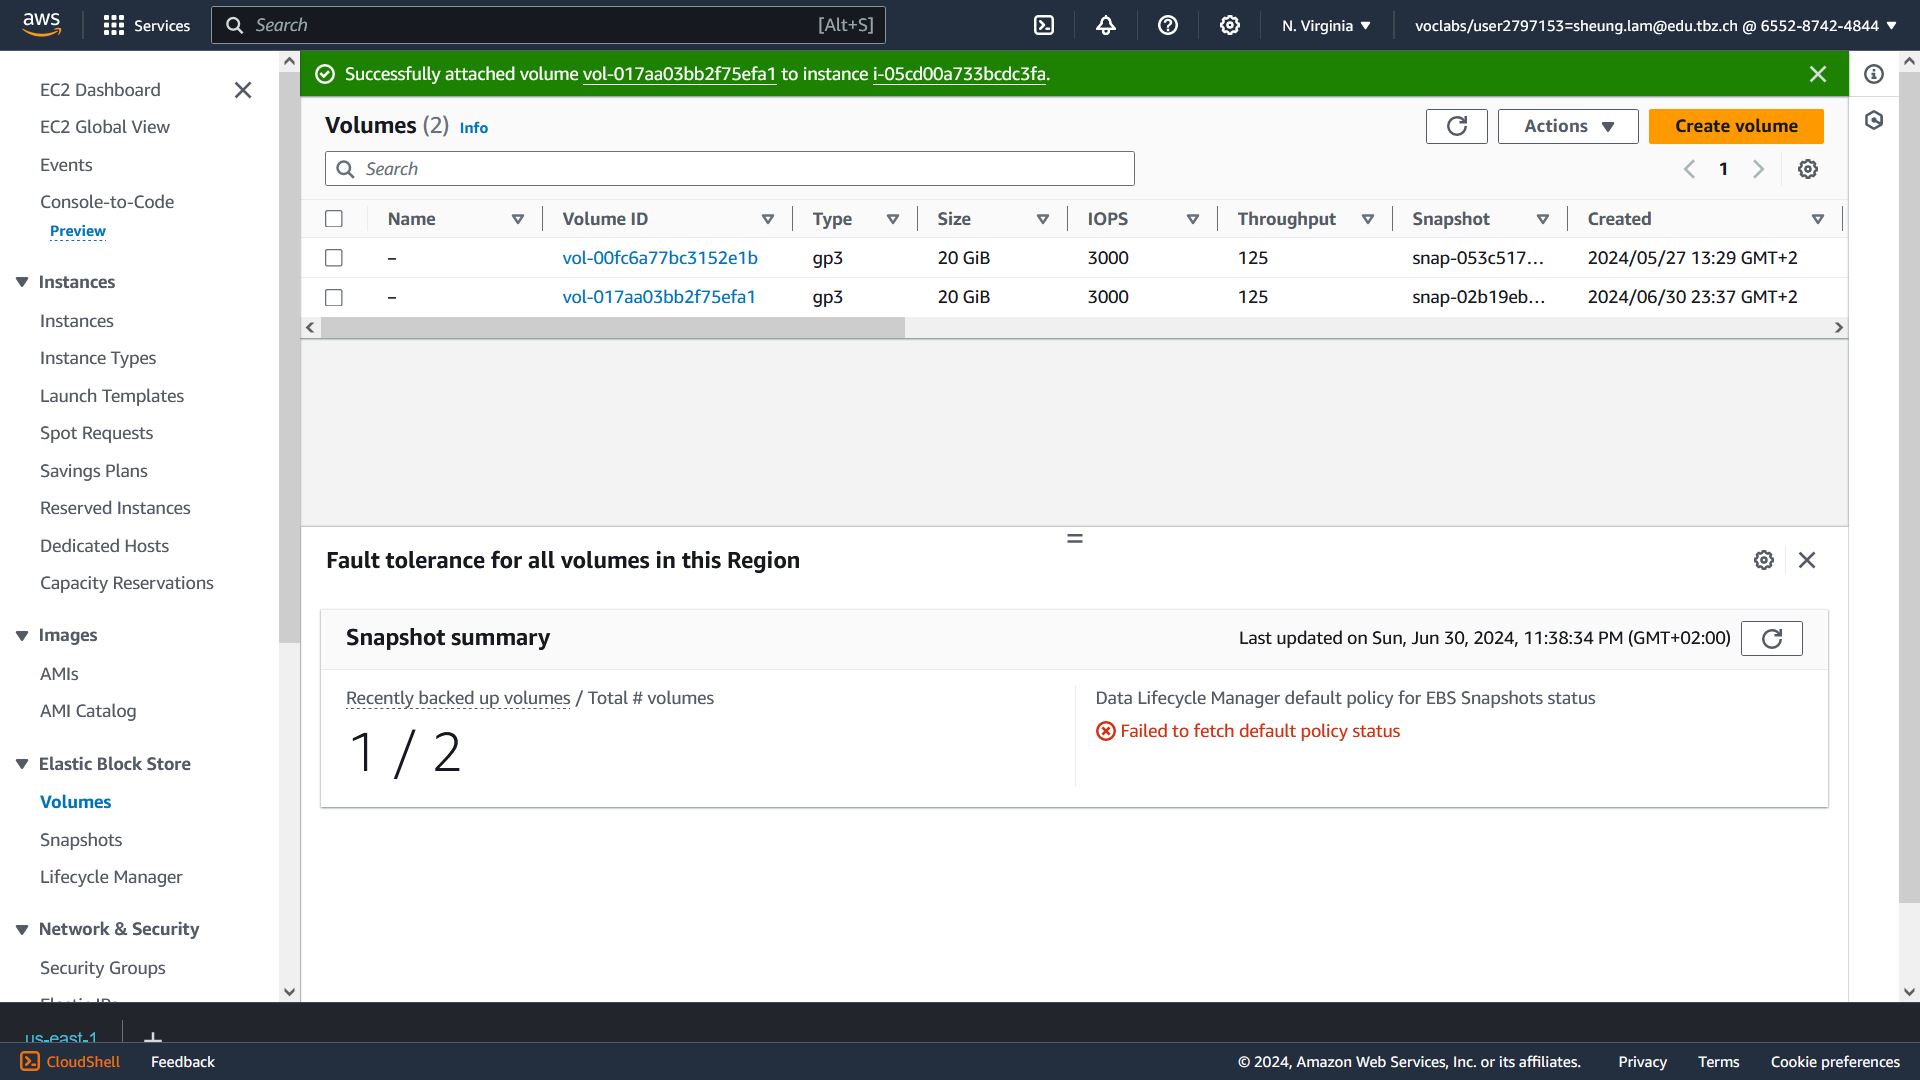 aws
Services
Search
[Alt+S]
N. Virginia
voclabs/user2797153=sheung.lam@edu.tbz.ch @ 6552-8742-4844
EC2 Dashboard
EC2 Global View
Events
Console-to-Code
Preview
Instances
Instances
Instance Types
Launch Templates
Spot Requests
Savings Plans
Reserved Instances
Dedicated Hosts
Capacity Reservations
Images
AMIs
AMI Catalog
Elastic Block Store
Volumes
Snapshots
Lifecycle Manager
Network & Security
Security Groups
Elastic IPs
Successfully attached volume vol-017aa03bb2f75efa1 to instance i-05cd00a733bcdc3fa.
Volumes (2) Info
Actions
Create volume
Search
1
Name Volume ID Type Size IOPS Throughput Snapshot Created
– vol-00fc6a77bc3152e1b gp3 20 GiB 3000 125 snap-053c517... 2024/05/27 13:29 GMT+2
– vol-017aa03bb2f75efa1 gp3 20 GiB 3000 125 snap-02b19eb... 2024/06/30 23:37 GMT+2
Fault tolerance for all volumes in this Region
Snapshot summary
Last updated on Sun, Jun 30, 2024, 11:38:34 PM (GMT+02:00)
Recently backed up volumes / Total # volumes
1 / 2
Data Lifecycle Manager default policy for EBS Snapshots status
Failed to fetch default policy status
us-east-1
CloudShell
Feedback
© 2024, Amazon Web Services, Inc. or its affiliates.
Privacy
Terms
Cookie preferences